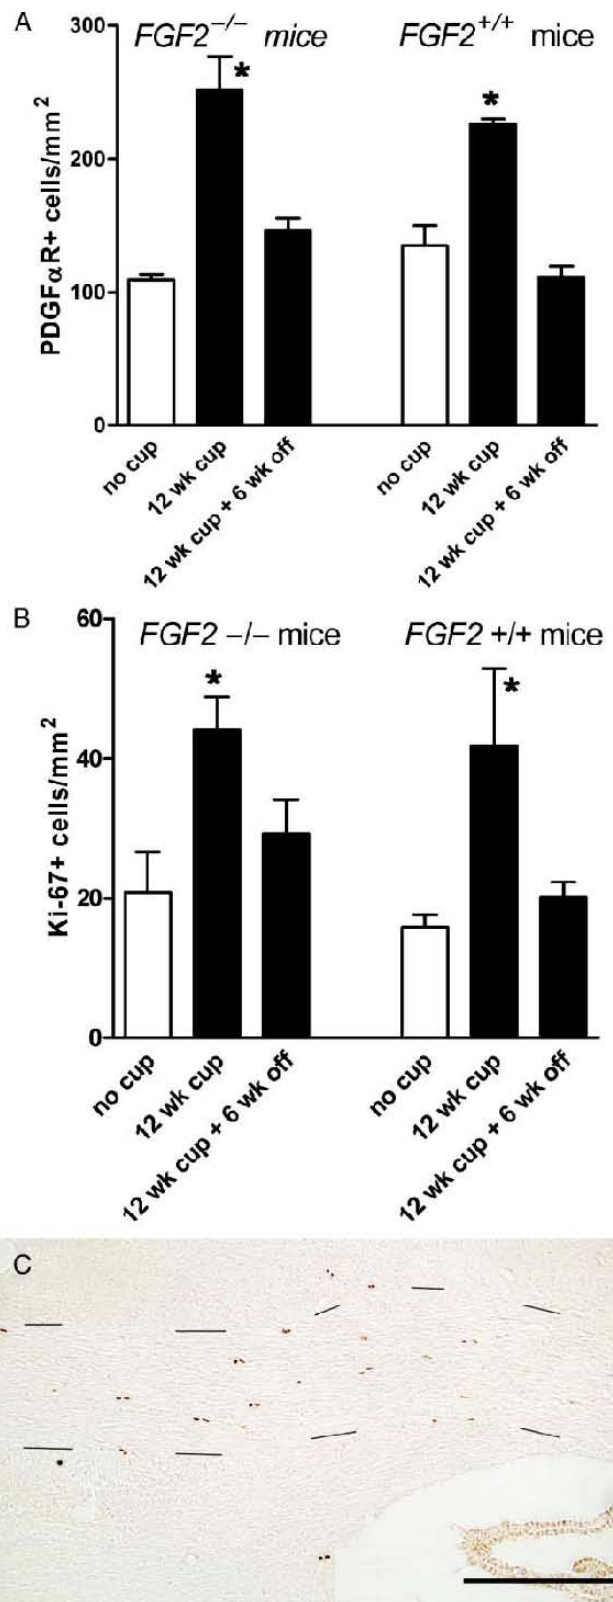 A
FGF2−/− mice
FGF2+/+ mice
*
*
300
200
100
0
PDGFαR+ cells/mm2
no cup
12 wk cup
12 wk cup + 6 wk off
no cup
12 wk cup
12 wk cup + 6 wk off
B
FGF2 −/− mice
FGF2 +/+ mice
*
*
60
40
20
0
Ki-67+ cells/mm2
no cup
12 wk cup
12 wk cup + 6 wk off
no cup
12 wk cup
12 wk cup + 6 wk off
C